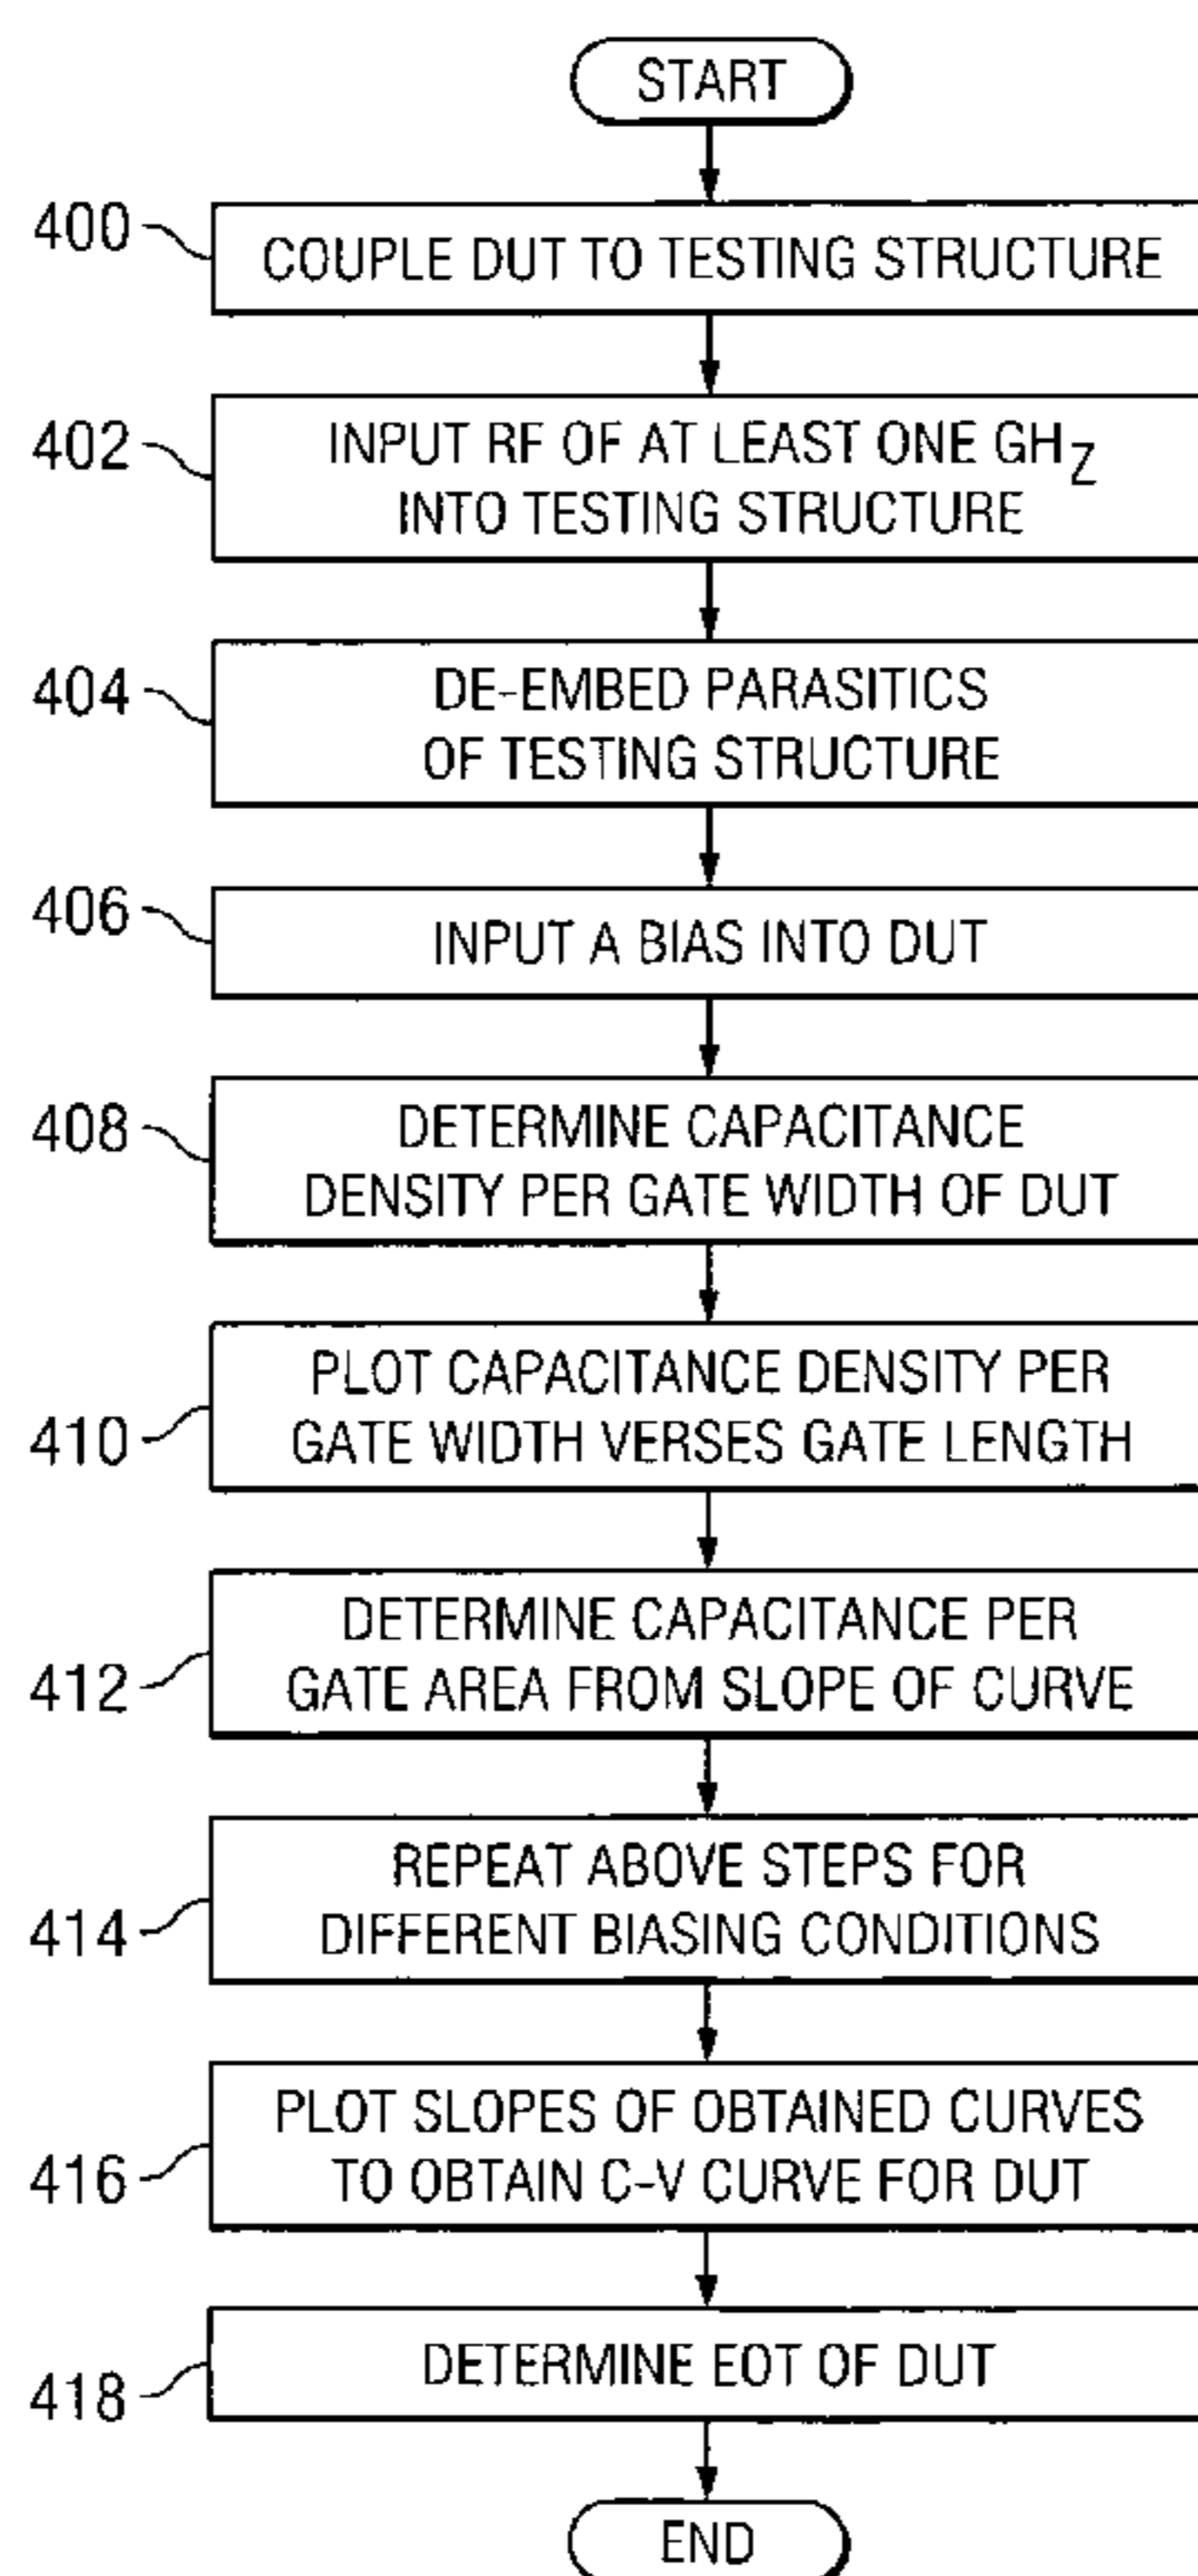 START
400
COUPLE DUT TO TESTING STRUCTURE
402
INPUT RF OF AT LEAST ONE GHZ
INTO TESTING STRUCTURE
404
DE-EMBED PARASITICS
OF TESTING STRUCTURE
406
INPUT A BIAS INTO DUT
408
DETERMINE CAPACITANCE
DENSITY PER GATE WIDTH OF DUT
410
PLOT CAPACITANCE DENSITY PER
GATE WIDTH VERSES GATE LENGTH
412
DETERMINE CAPACITANCE PER
GATE AREA FROM SLOPE OF CURVE
414
REPEAT ABOVE STEPS FOR
DIFFERENT BIASING CONDITIONS
416
PLOT SLOPES OF OBTAINED CURVES
TO OBTAIN C-V CURVE FOR DUT
418
DETERMINE EOT OF DUT
END